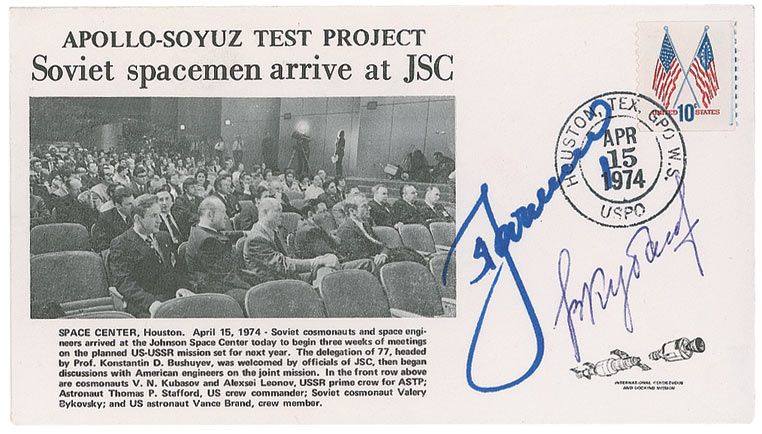 APOLLO-SOYUZ TEST PROJECT
Soviet spacemen arrive at JSC
SPACE CENTER, Houston. April 15, 1974 - Soviet cosmonauts and space engi-
neers arrived at the Johnson Space Center today to begin three weeks of meetings
on the planned US-USSR mission set for next year. The delegation of 77, headed
by Prof. Konstantin D. Bushuyev, was welcomed by officials of JSC, then began
discussions with American engineers on the joint mission. In the front row above
are cosmonauts V. N. Kubasov and Alexsei Leonov, USSR prime crew for ASTP;
Astronaut Thomas P. Stafford, US crew commander; Soviet cosmonaut Valery
Bykovsky; and US astronaut Vance Brand, crew member.
UNITED 10c STATES
HOUSTON, TEX. GPO W.S.
APR
15
1974
USPO
INTERNATIONAL RENDEZVOUS
AND DOCKING MISSION